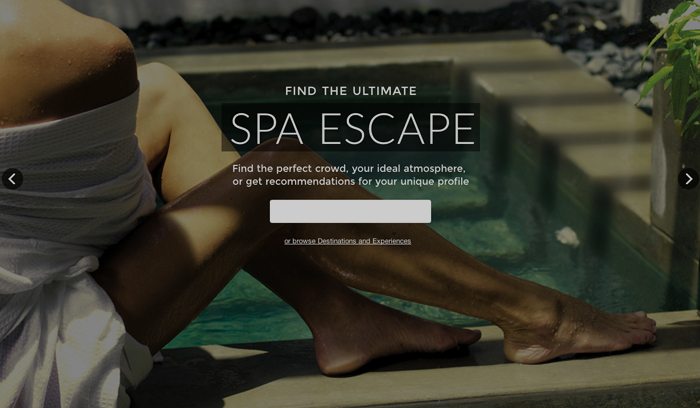 FIND THE ULTIMATE
SPA ESCAPE
Find the perfect crowd, your ideal atmosphere,
or get recommendations for your unique profile
or browse Destinations and Experiences